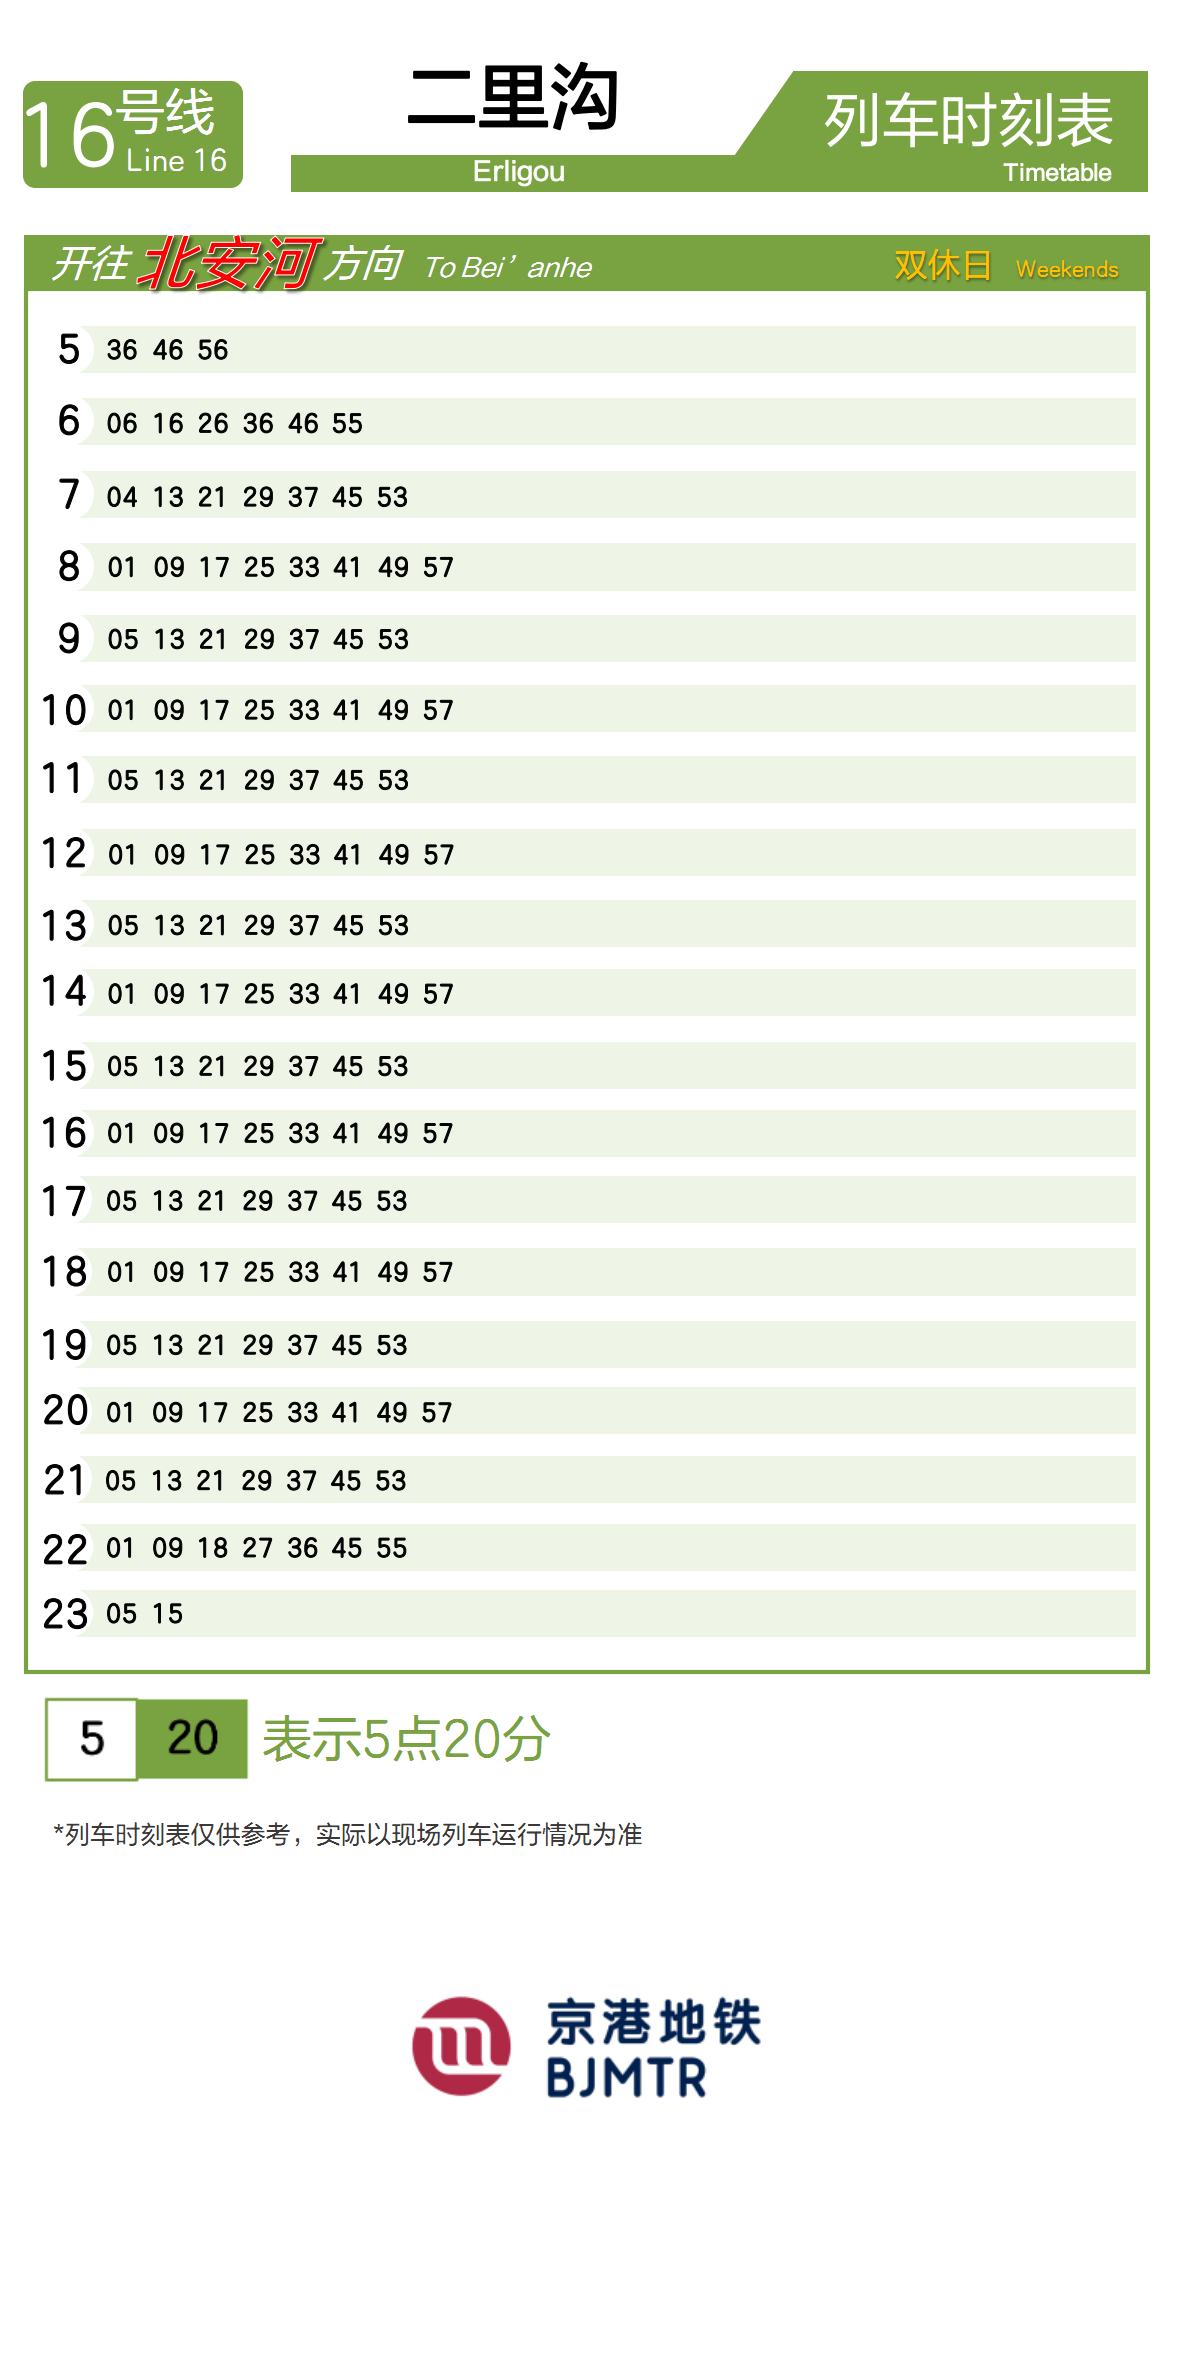 16号线
Line 16
二里沟
Erligou
列车时刻表
Timetable
开往 北安河 方向 To Bei’anhe 双休日 Weekends
5 36 46 56
6 06 16 26 36 46 55
7 04 13 21 29 37 45 53
8 01 09 17 25 33 41 49 57
9 05 13 21 29 37 45 53
10 01 09 17 25 33 41 49 57
11 05 13 21 29 37 45 53
12 01 09 17 25 33 41 49 57
13 05 13 21 29 37 45 53
14 01 09 17 25 33 41 49 57
15 05 13 21 29 37 45 53
16 01 09 17 25 33 41 49 57
17 05 13 21 29 37 45 53
18 01 09 17 25 33 41 49 57
19 05 13 21 29 37 45 53
20 01 09 17 25 33 41 49 57
21 05 13 21 29 37 45 53
22 01 09 18 27 36 45 55
23 05 15
5 20 表示5点20分
*列车时刻表仅供参考，实际以现场列车运行情况为准
京港地铁
BJMTR